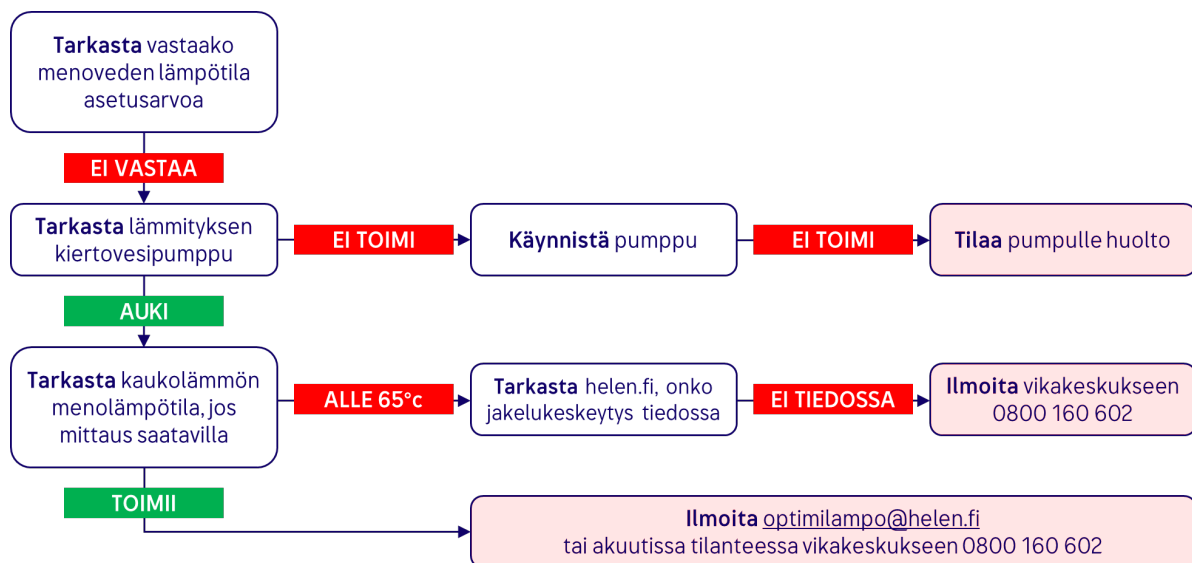 Tarkasta vastaako
menoveden lämpötila
asetusarvoa
EI VASTAA
Tarkasta lämmityksen
kiertovesipumppu
EI TOIMI
Käynnistä pumppu
EI TOIMI
Tilaa pumpulle huolto
AUKI
Tarkasta kaukolämmön
menolämpötila, jos
mittaus saatavilla
ALLE 65°c
Tarkasta helen.fi, onko
jakelukeskeytys tiedossa
EI TIEDOSSA
Ilmoita vikakeskukseen
0800 160 602
TOIMII
Ilmoita optimilampo@helen.fi
tai akuutissa tilanteessa vikakeskukseen 0800 160 602